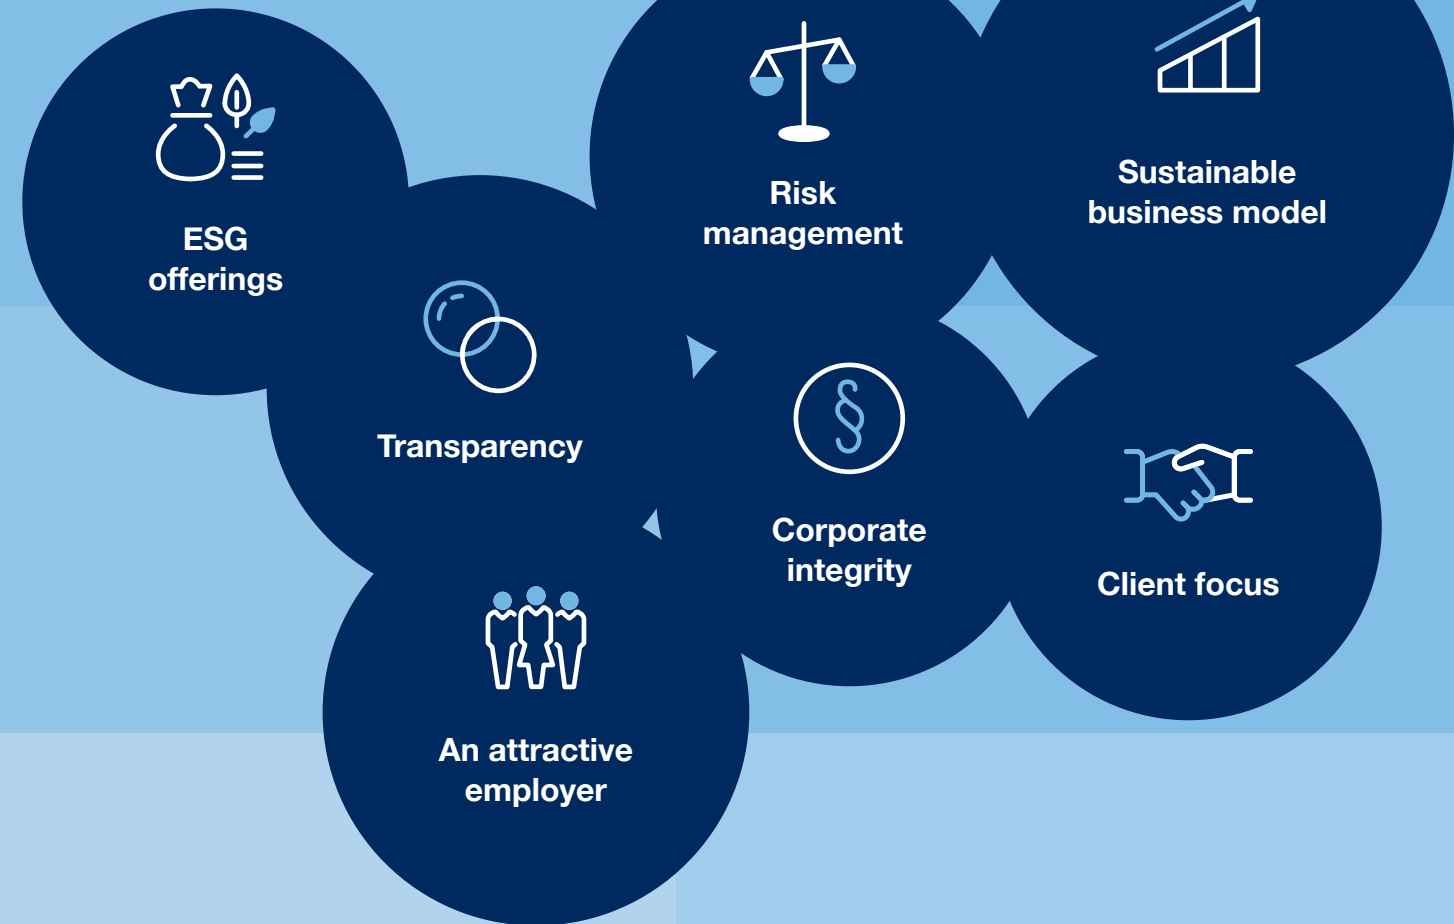 ESG
offerings
Risk
management
Sustainable
business model
Transparency
§
Corporate
integrity
Client focus
An attractive
employer